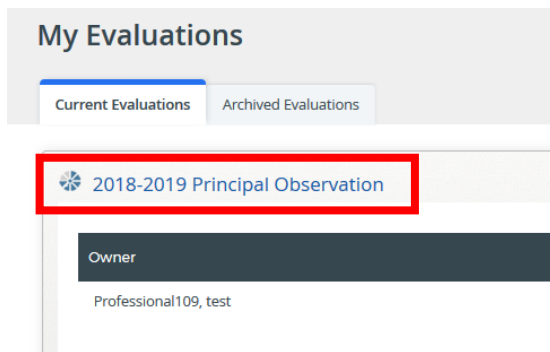 My Evaluations
Current Evaluations Archived Evaluations
2018-2019 Principal Observation
Owner
Professional109, test